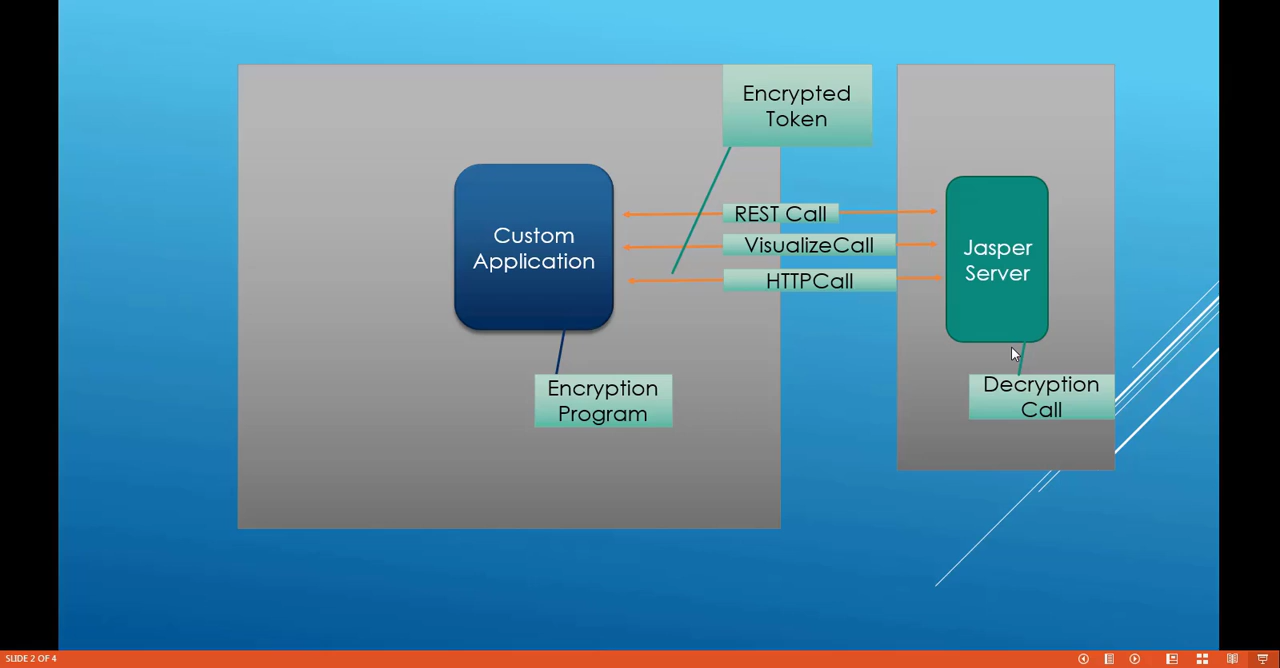 Encrypted
Token
REST Call
VisualizeCall
HTTPCall
Custom
Application
Jasper
Server
Encryption
Program
Decryption
Call
SLIDE 2 OF 4